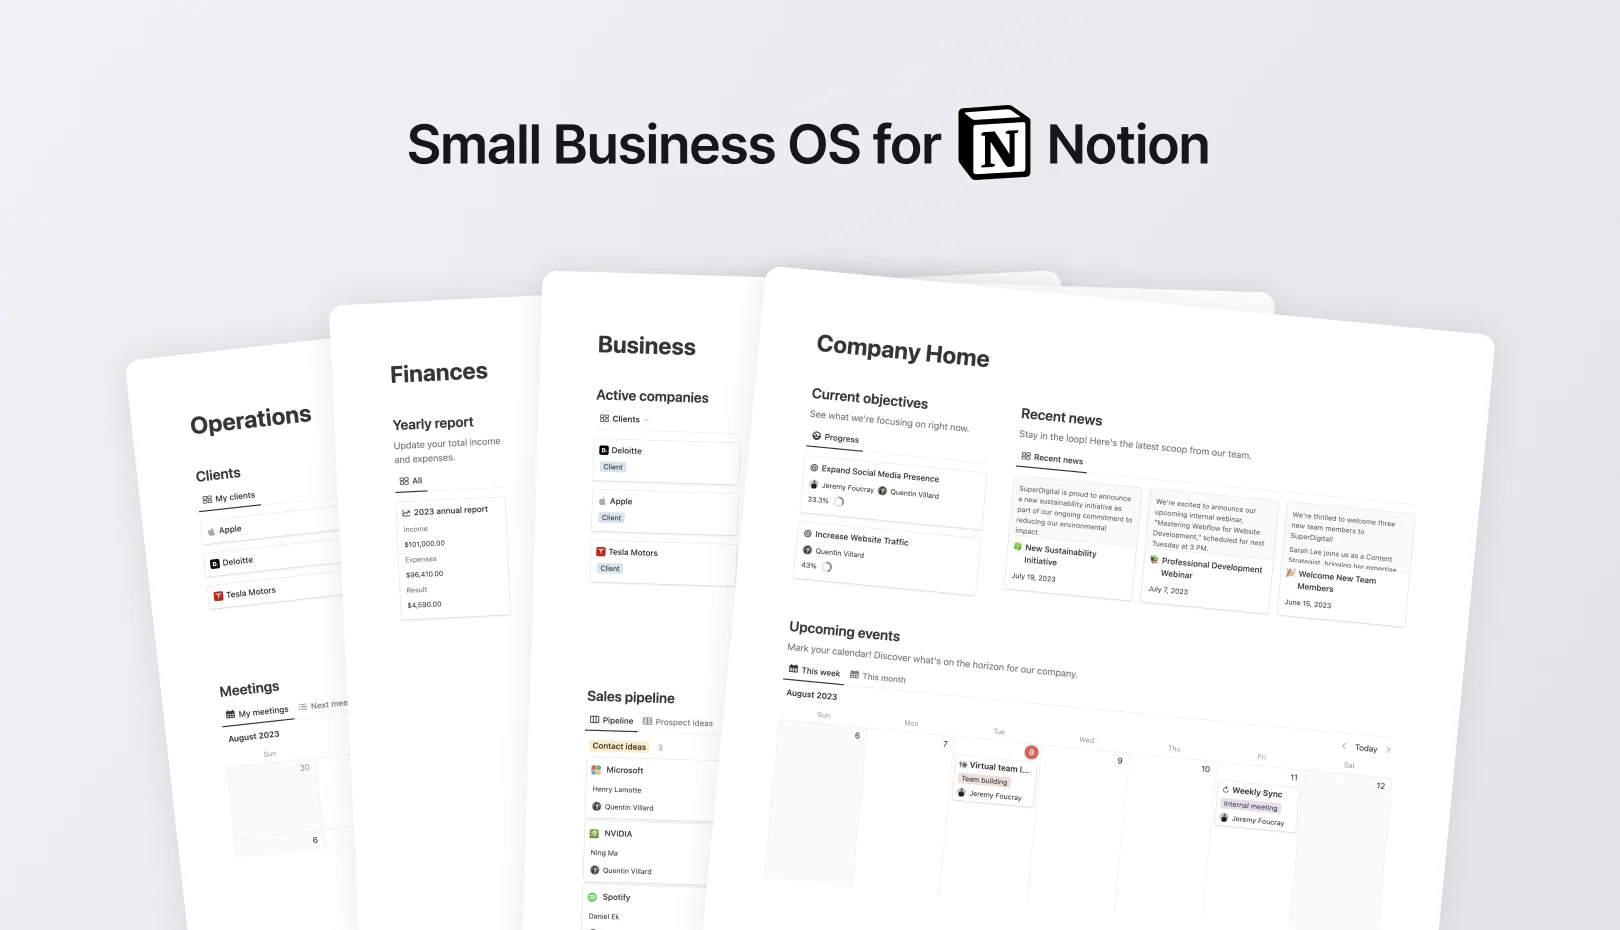 Small Business OS for N Notion
Operations
Clients
My clients
Apple
D. Deloitte
Tesla Motors
Meetings
My meetings
Next mee
August 2023
Sun
30
6
Finances
Yearly report
Update your total income
and expenses.
All
2023 annual report
Income
$101,000.00
Expenses
$96,410.00
Result
$4,590.00
Business
Active companies
Clients
D. Deloitte
Client
Apple
Client
Tesla Motors
Client
Sales pipeline
Pipeline
Prospect ideas
Contact ideas 3
Microsoft
Henry Lamotte
Quentin Villard
NVIDIA
Ning Ma
Quentin Villard
Spotify
Daniel Ek
Company Home
Current objectives
See what we're focusing on right now.
Progress
Expand Social Media Presence
Jeremy Foucray Quentin Villard
33.3%
Increase Website Traffic
Quentin Villard
43%
Recent news
Stay in the loop! Here's the latest scoop from our team.
Recent news
SuperDigital is proud to announce
a new sustainability initiative as
part of our ongoing commitment to
reducing our environmental
impact.
New Sustainability
Initiative
July 19, 2023
We're excited to announce our
upcoming internal webinar,
"Mastering Webflow for Website
Development," scheduled for next
Tuesday at 3 PM.
Professional Development
Webinar
July 7, 2023
We're thrilled to welcome three
new team members to
SuperDigital!
Sarah Lee joins us as a Content
Strategist, bringing her expertise
Welcome New Team
Members
June 15, 2023
Upcoming events
Mark your calendar! Discover what's on the horizon for our company.
This week
This month
August 2023
Today
Sun Mon Tue Wed Thu Fri Sat
6 7 8 9 10 11 12
Virtual team l...
Team building
Jeremy Foucray
Weekly Sync
Internal meeting
Jeremy Foucray